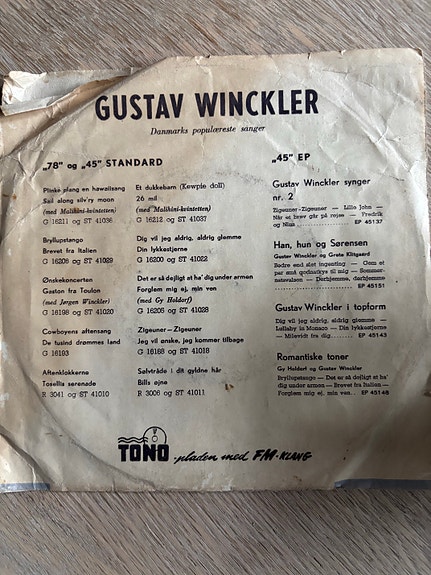 GUSTAV WINCKLER
Danmarks populæreste sanger
„78" og „45" STANDARD
Plinke plang en hawaiisang
Sail along silv'ry moon
(med Malihini-kvintetten)
G 16211 og ST 41036
Bryllupstango
Brevet fra Italien
G 16206 og ST 41029
Ønskekoncerten
Gaston fra Toulon
(med Jørgen Winckler)
G 16198 og ST 41020
Cowboyens aftensang
De tusind drømmes land
G 16193
Aftenklokkerne
Tosellis serenade
R 3041 og ST 41010
Et dukkebarn (Kewpie doll)
26 mil
(med Malihini-kvintetten)
G 16212 og ST 41037
Dig vil jeg aldrig, aldrig glemme
Din lykkestjerne
G 16200 og ST 41022
Det er så dejligt at ha' dig under armen
Forglem mig ej, min ven
(med Gy Holdorf)
G 16205 og ST 41028
Zigeuner—Zigeuner
Jeg vil ønske, jeg kommer tilbage
G 16188 og ST 41018
Sølvtråde i dit gyldne hår
Bills øjne
R 3006 og ST 41011
„45" EP
Gustav Winckler synger
nr. 2
Zigeuner-Zigeuner — Lille John —
Når et brev går på rejse — Fredrik
og Nius EP 45137
Han, hun og Sørensen
Gustav Winckler og Grete Klitgaard
Bedre end slet ingenting — Gem et
par små godnatkys til mig — Sommer-
natsvalsen — Derhjemme, derhjemme
EP 45151
Gustav Winckler i topform
Dig vil jeg aldrig, aldrig glemme —
Lullaby is Monaco — Din lykkestjerne
— Milevidt fra dig EP 45143
Romantiske toner
Gy Holdorf og Gustav Winckler
Bryllupstango — Det er så dejligt at ha'
dig under armen — Brevet fra Italien —
Forglem mig ej, min ven. EP 45148
TONO
-pladen med FM-KLANG